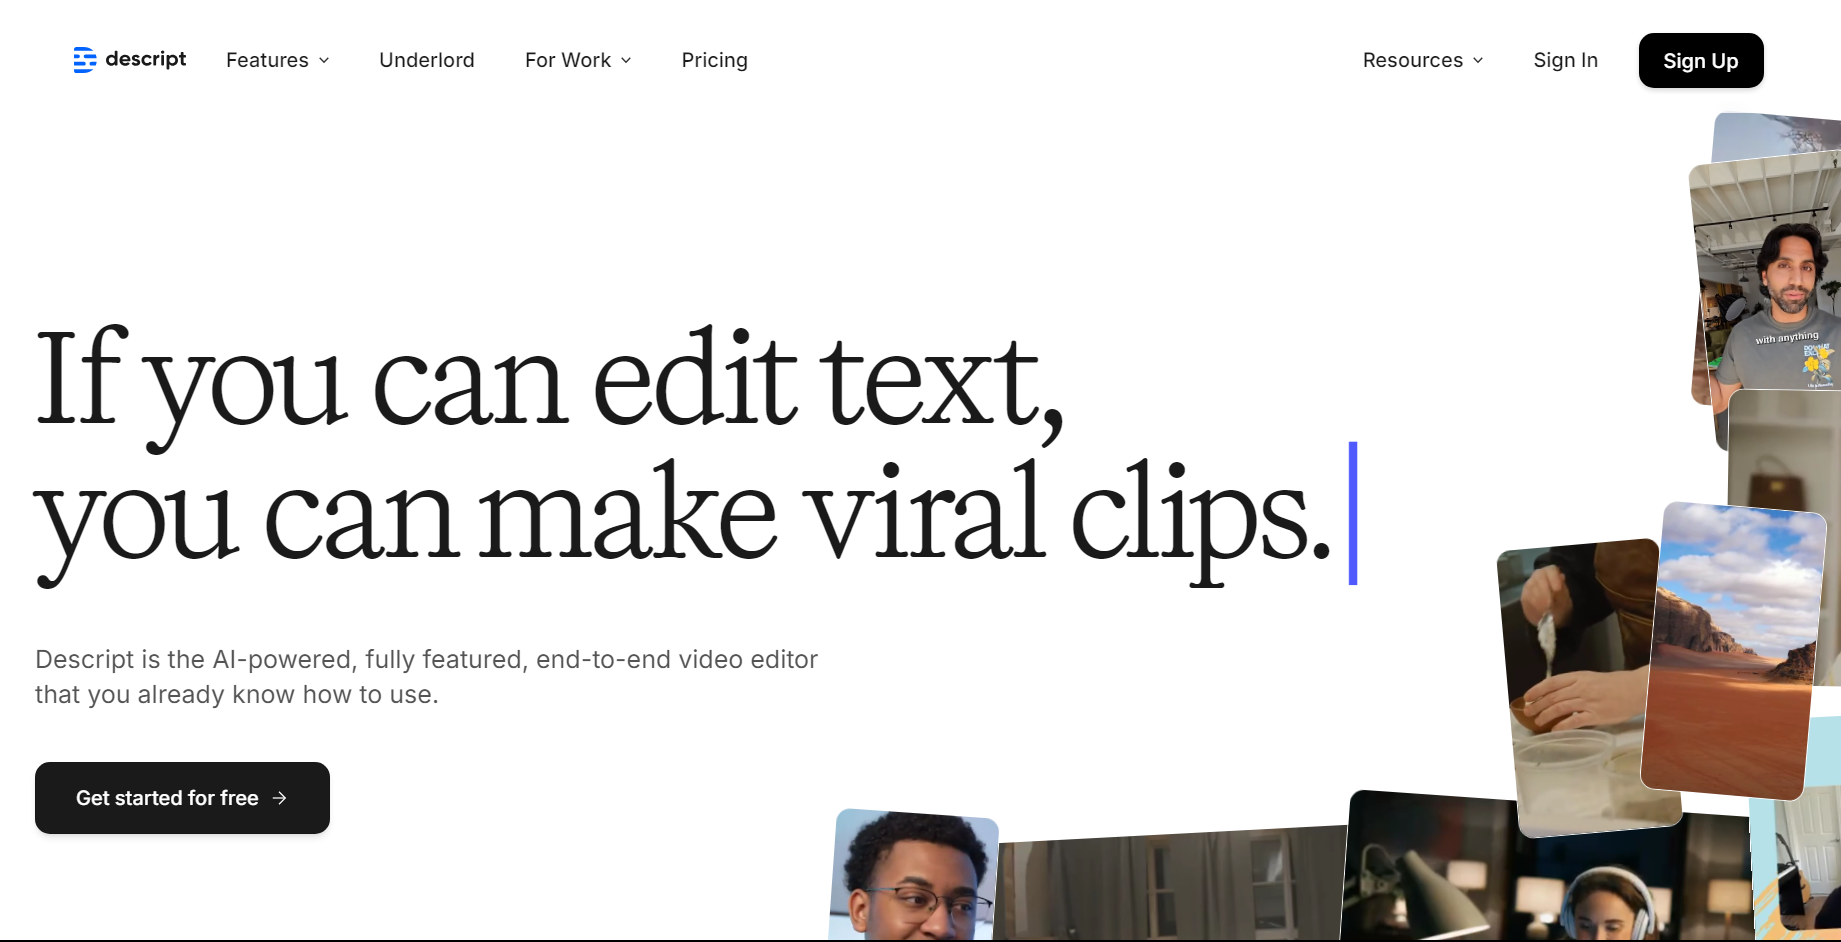 descript
Features
Underlord
For Work
Pricing
Resources
Sign In
Sign Up
If you can edit text,
you can make viral clips.
Descript is the AI-powered, fully featured, end-to-end video editor
that you already know how to use.
Get started for free
with anything